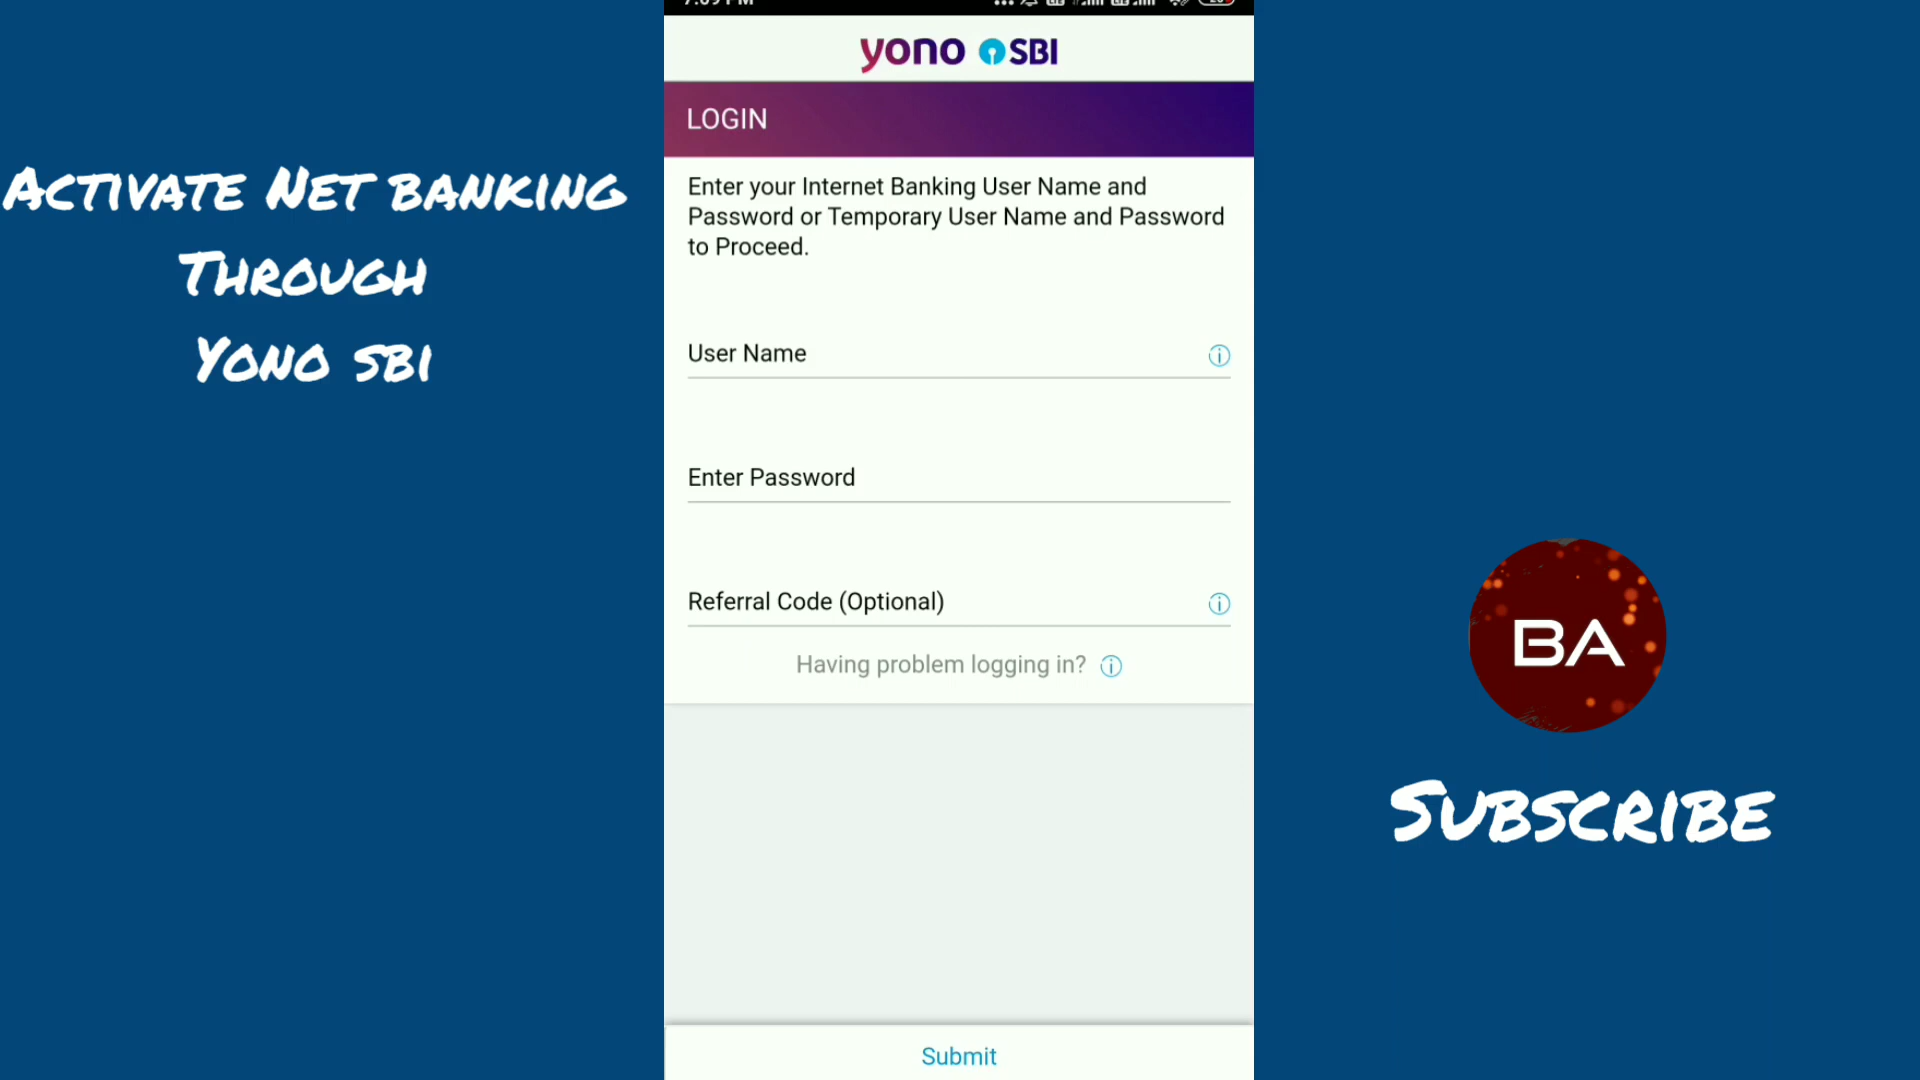 yono SBI
LOGIN
Enter your Internet Banking User Name and
Password or Temporary User Name and Password
to Proceed.
User Name
Enter Password
Referral Code (Optional)
Having problem logging in?
Submit
ACTIVATE NET BANKING
THROUGH
YONO SBI
BA
SUBSCRIBE